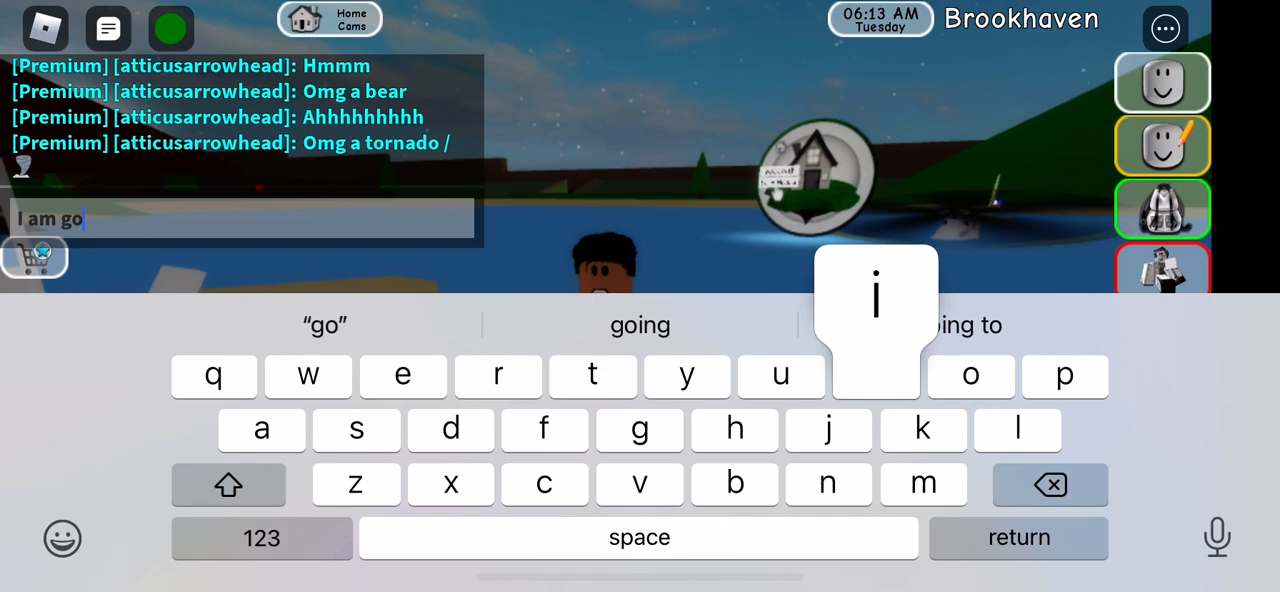 Home
Cams
06:13 AM
Tuesday
Brookhaven
[Premium] [atticusarrowhead]: Hmmm
[Premium] [atticusarrowhead]: Omg a bear
[Premium] [atticusarrowhead]: Ahhhhhhhhh
[Premium] [atticusarrowhead]: Omg a tornado /
I am go
“go” going ing to
i
q w e r t y u o p
a s d f g h j k l
z x c v b n m
123 space return